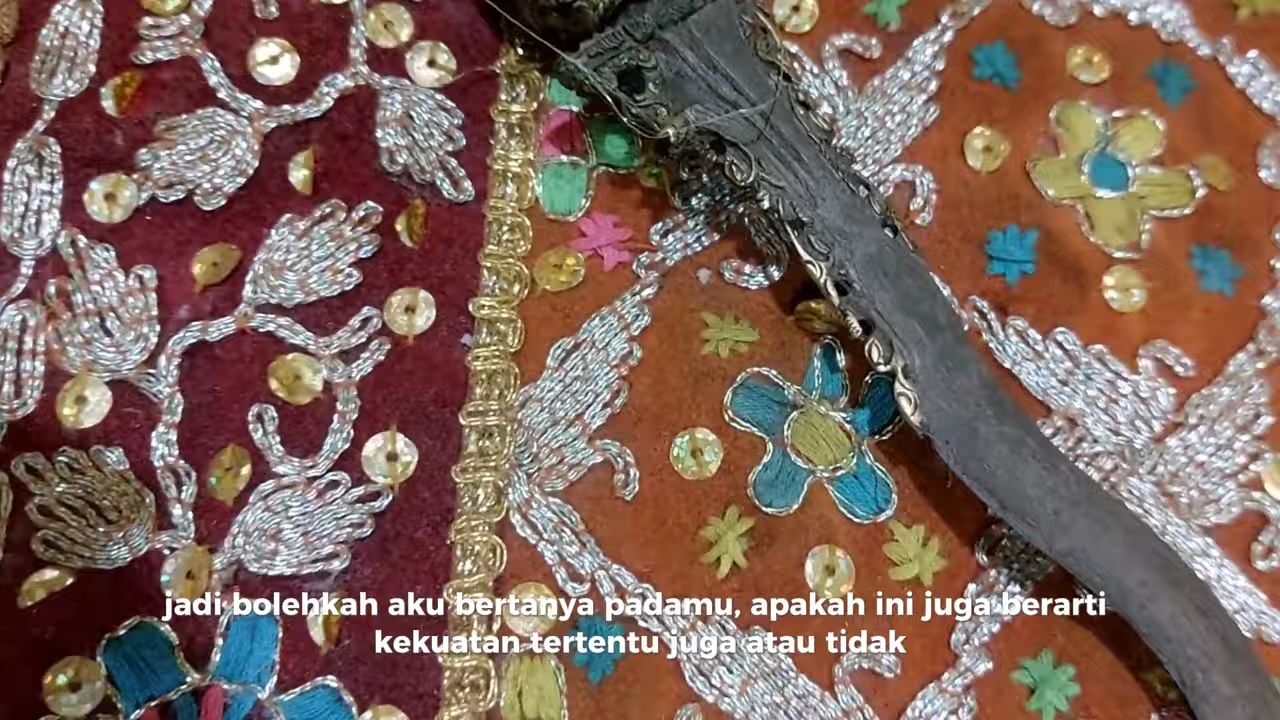 jadi bolehkah aku bertanya padamu, apakah ini juga berarti
kekuatan tertentu juga atau tidak